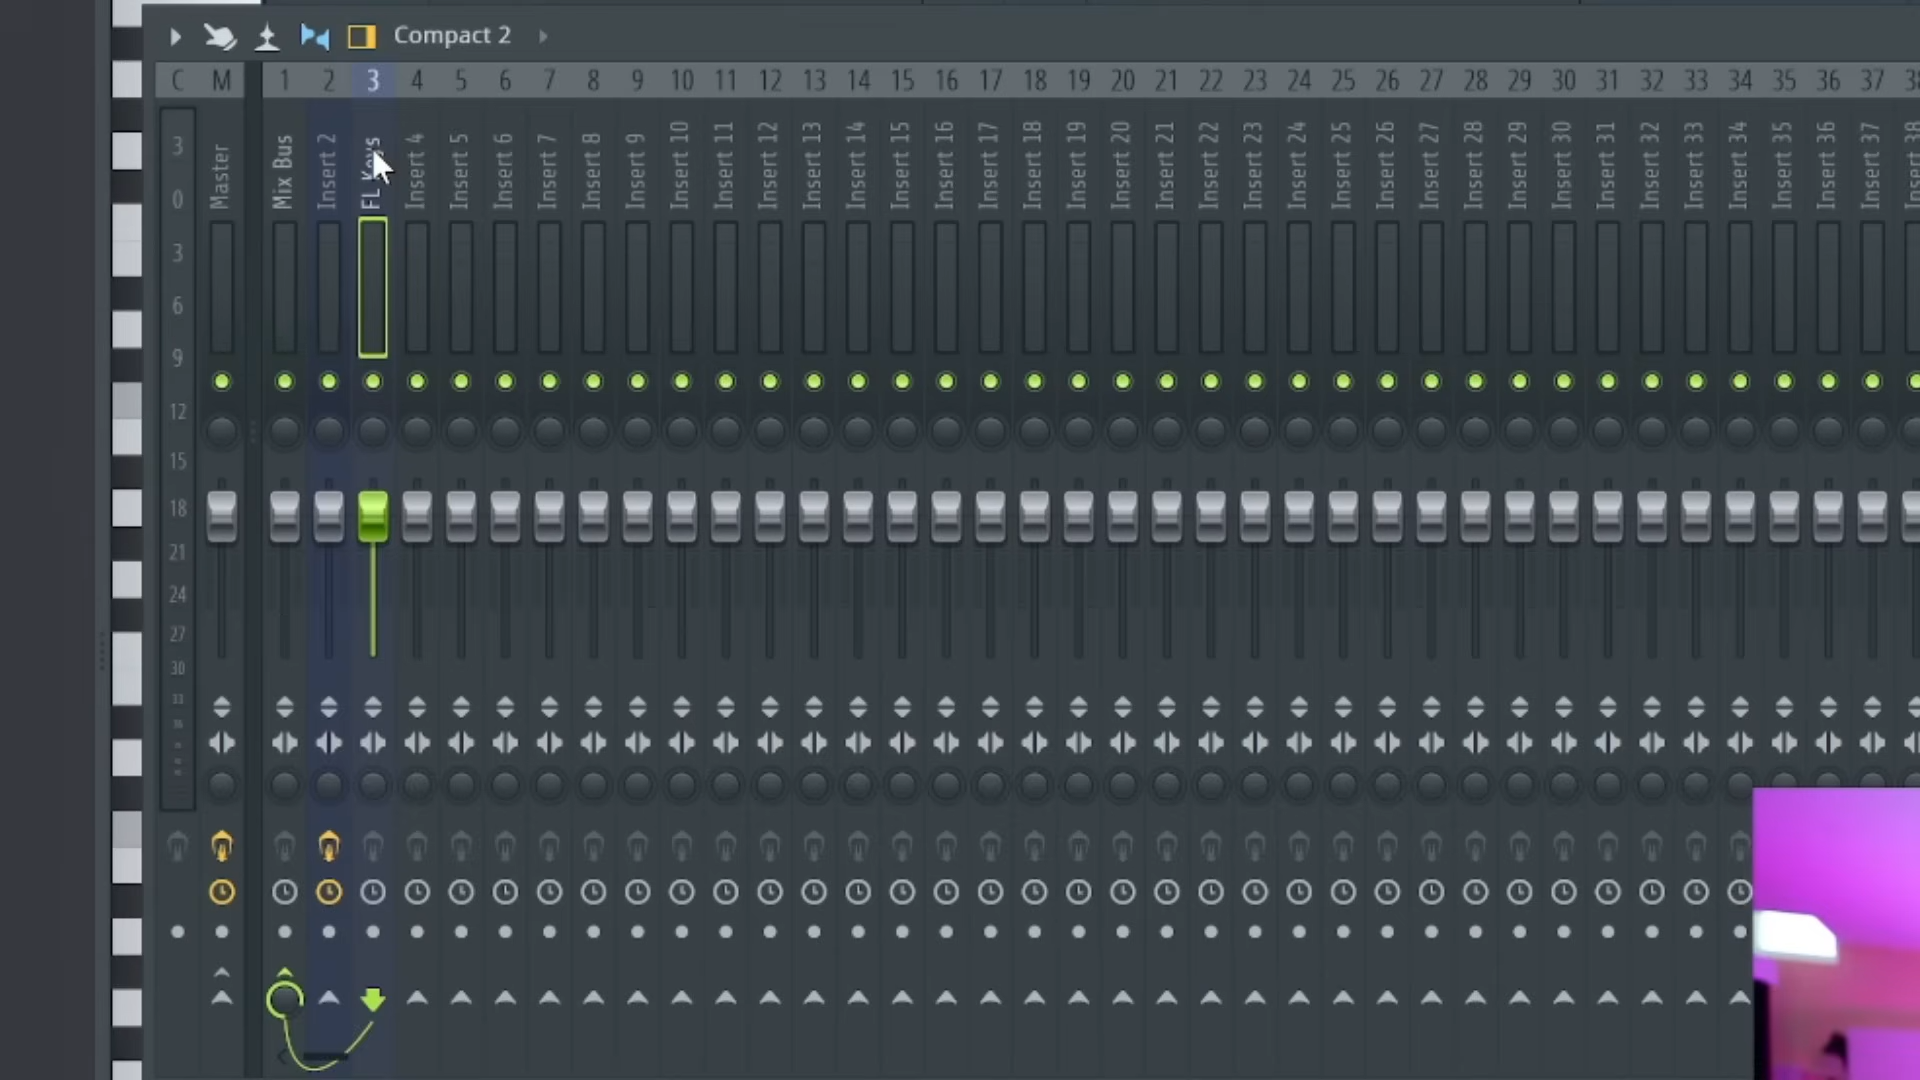 Compact 2
C M 1 2 3 4 5 6 7 8 9 10 11 12 13 14 15 16 17 18 19 20 21 22 23 24 25 26 27 28 29 30 31 32 33 34 35 36 37 38
Master
Mix Bus
Insert 2
FL Keys
Insert 4
Insert 5
Insert 6
Insert 7
Insert 8
Insert 9
Insert 10
Insert 11
Insert 12
Insert 13
Insert 14
Insert 15
Insert 16
Insert 17
Insert 18
Insert 19
Insert 20
Insert 21
Insert 22
Insert 23
Insert 24
Insert 25
Insert 26
Insert 27
Insert 28
Insert 29
Insert 30
Insert 31
Insert 32
Insert 33
Insert 34
Insert 35
Insert 36
Insert 37
Insert 38
3
0
3
6
9
12
15
18
21
24
27
30
33